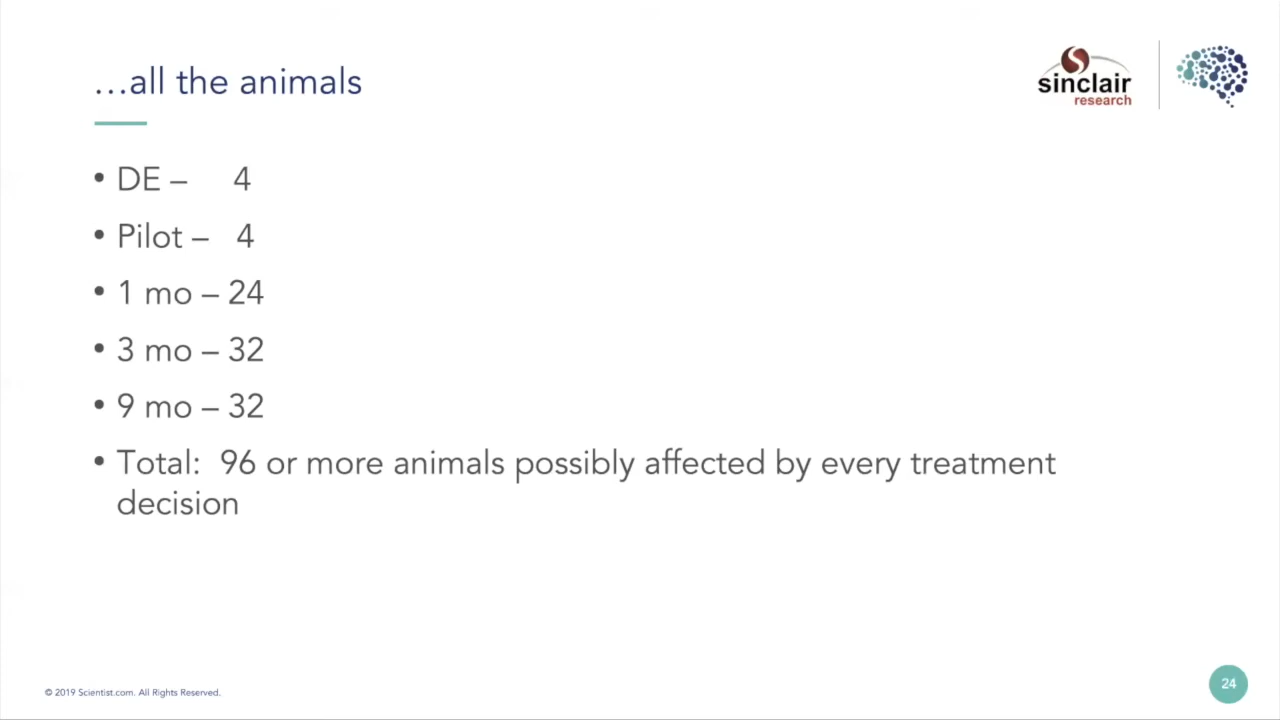 …all the animals
sinclair
research
• DE – 4
• Pilot – 4
• 1 mo – 24
• 3 mo – 32
• 9 mo – 32
• Total: 96 or more animals possibly affected by every treatment
decision
© 2019 Scientist.com. All Rights Reserved.
24